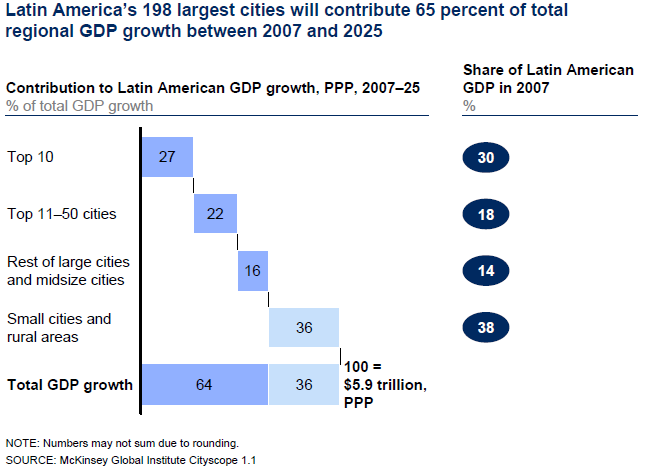 Latin America's 198 largest cities will contribute 65 percent of total
regional GDP growth between 2007 and 2025
Contribution to Latin American GDP growth, PPP, 2007–25
% of total GDP growth
Share of Latin American
GDP in 2007
%
Top 10
27
30
Top 11–50 cities
22
18
Rest of large cities
and midsize cities
16
14
Small cities and
rural areas
36
38
Total GDP growth
64
36
100 =
$5.9 trillion,
PPP
NOTE: Numbers may not sum due to rounding.
SOURCE: McKinsey Global Institute Cityscope 1.1